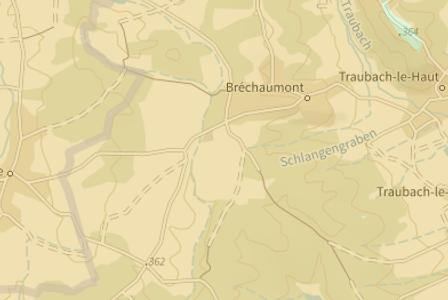 Traubach
364
Traubach-le-Haut
Bréchaumont
Schlangengraben
e
Traubach-le-
362